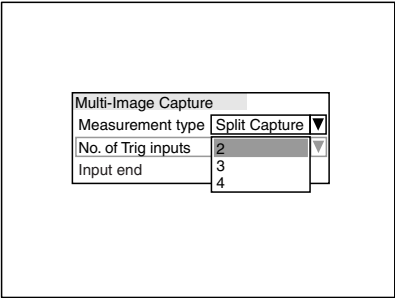 Multi-Image Capture
Measurement type Split Capture
No. of Trig inputs 2
Input end 3
4